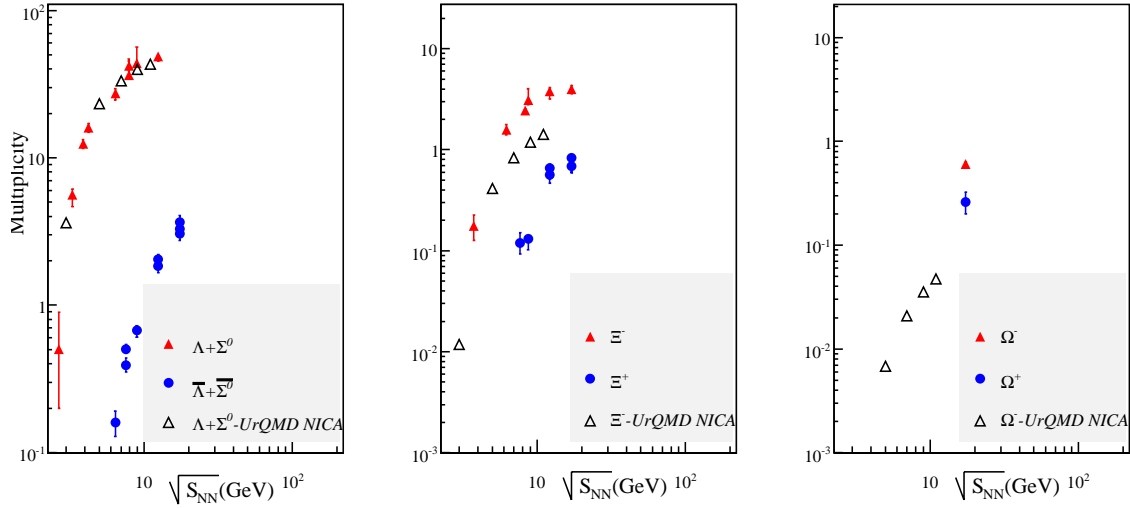 Multiplicity
10²
10
1
10⁻¹
Λ+Σ⁰
Λ̅+Σ̅⁰
Λ+Σ⁰-UrQMD NICA
10
10²
√S_NN(GeV)
10
1
10⁻¹
10⁻²
10⁻³
Ξ⁻
Ξ⁺
Ξ⁻-UrQMD NICA
10
10²
√S_NN(GeV)
10
1
10⁻¹
10⁻²
10⁻³
Ω⁻
Ω⁺
Ω⁻-UrQMD NICA
10
10²
√S_NN(GeV)